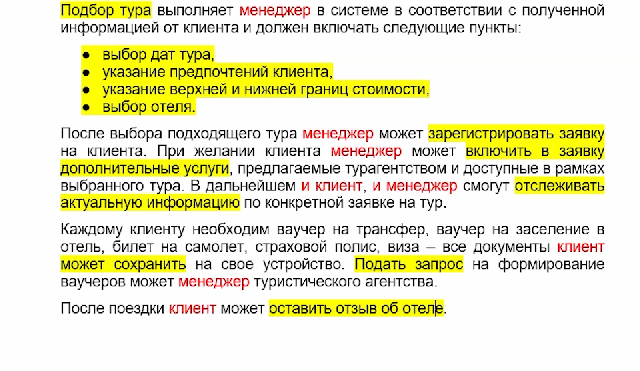 Подбор тура выполняет менеджер в системе в соответствии с полученной
информацией от клиента и должен включать следующие пункты:
● выбор дат тура,
● указание предпочтений клиента,
● указание верхней и нижней границ стоимости,
● выбор отеля.
После выбора подходящего тура менеджер может зарегистрировать заявку
на клиента. При желании клиента менеджер может включить в заявку
дополнительные услуги, предлагаемые турагентством и доступные в рамках
выбранного тура. В дальнейшем и клиент, и менеджер смогут отслеживать
актуальную информацию по конкретной заявке на тур.
Каждому клиенту необходим ваучер на трансфер, ваучер на заселение в
отель, билет на самолет, страховой полис, виза – все документы клиент
может сохранить на свое устройство. Подать запрос на формирование
ваучеров может менеджер туристического агентства.
После поездки клиент может оставить отзыв об отеле.